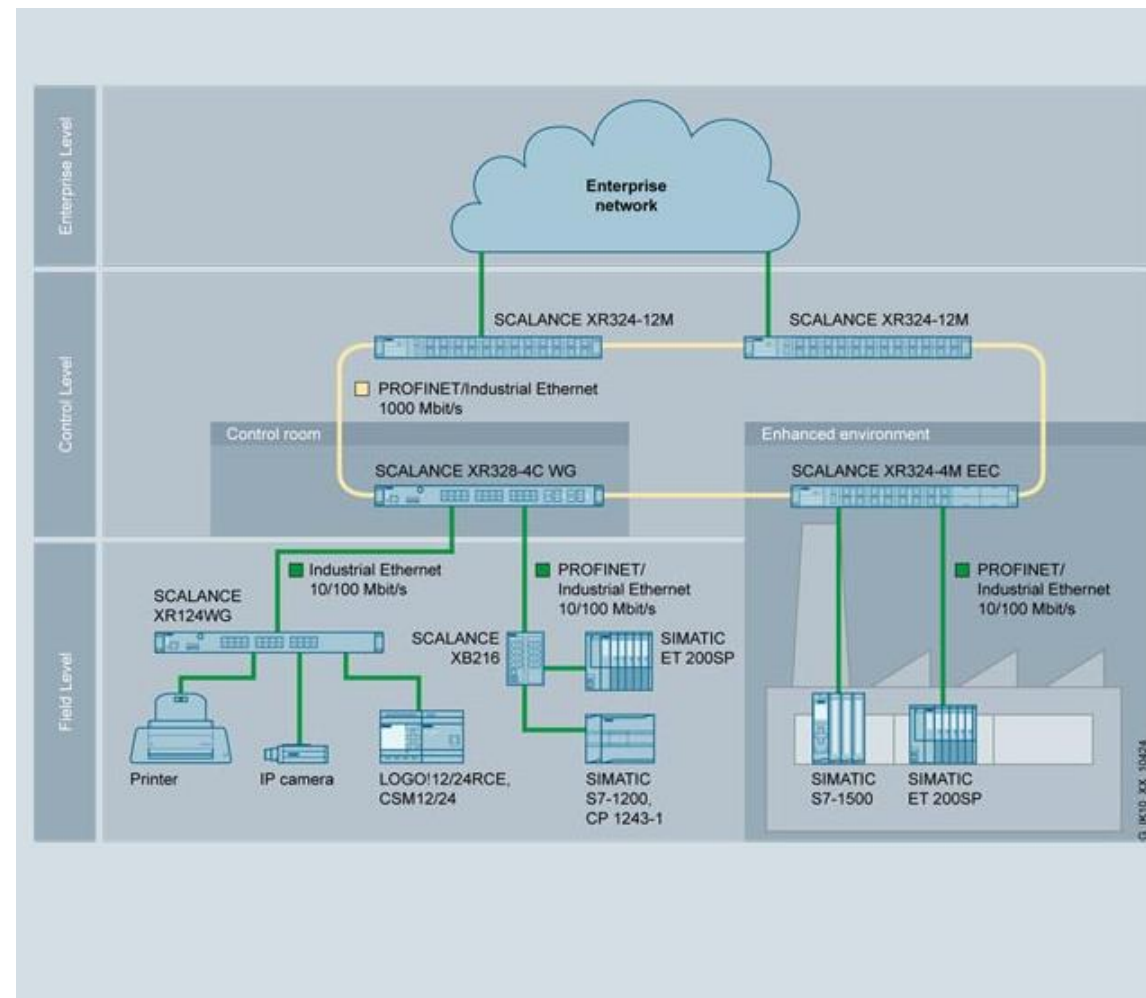 Enterprise Level
Enterprise
network
Control Level
SCALANCE XR324-12M
SCALANCE XR324-12M
PROFINET/Industrial Ethernet
1000 Mbit/s
Control room
Enhanced environment
SCALANCE XR328-4C WG
SCALANCE XR324-4M EEC
Field Level
Industrial Ethernet
10/100 Mbit/s
PROFINET/
Industrial Ethernet
10/100 Mbit/s
PROFINET/
Industrial Ethernet
10/100 Mbit/s
SCALANCE
XR124WG
SCALANCE
XB216
SIMATIC
ET 200SP
Printer
IP camera
LOGO!12/24RCE,
CSM12/24
SIMATIC
S7-1200,
CP 1243-1
SIMATIC
S7-1500
SIMATIC
ET 200SP
G_IK10_XX_10424